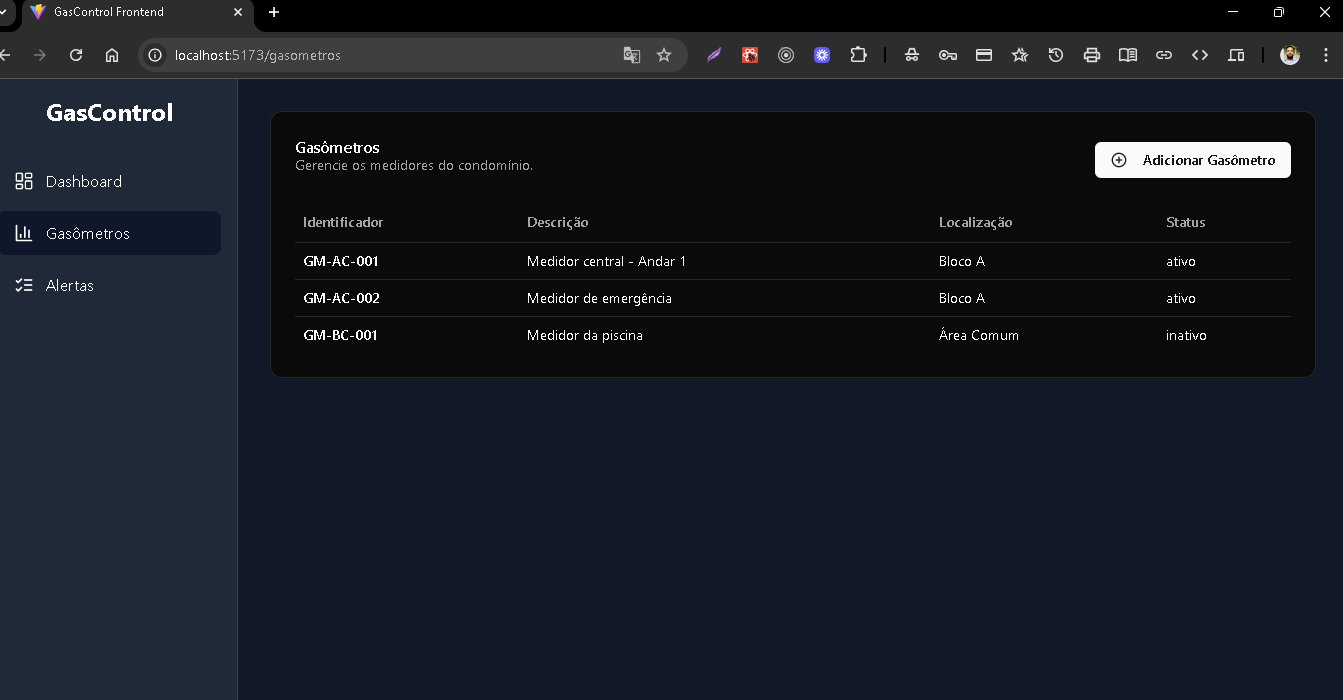 GasControl Frontend
localhost:5173/gasometros
GasControl
Dashboard
Gasômetros
Alertas
Gasômetros
Gerencie os medidores do condomínio.
Adicionar Gasômetro
Identificador Descrição Localização Status
GM-AC-001 Medidor central - Andar 1 Bloco A ativo
GM-AC-002 Medidor de emergência Bloco A ativo
GM-BC-001 Medidor da piscina Área Comum inativo